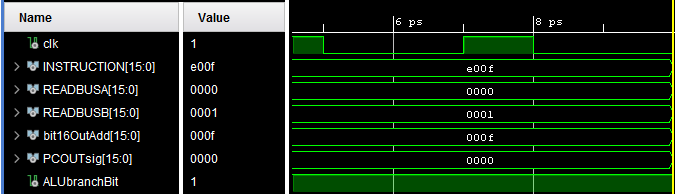 Name Value 6 ps 8 ps
clk 1
INSTRUCTION[15:0] e00f e00f
READBUSA[15:0] 0000 0000
READBUSB[15:0] 0001 0001
bit16OutAdd[15:0] 000f 000f
PCOUTsig[15:0] 0000 0000
ALUbranchBit 1